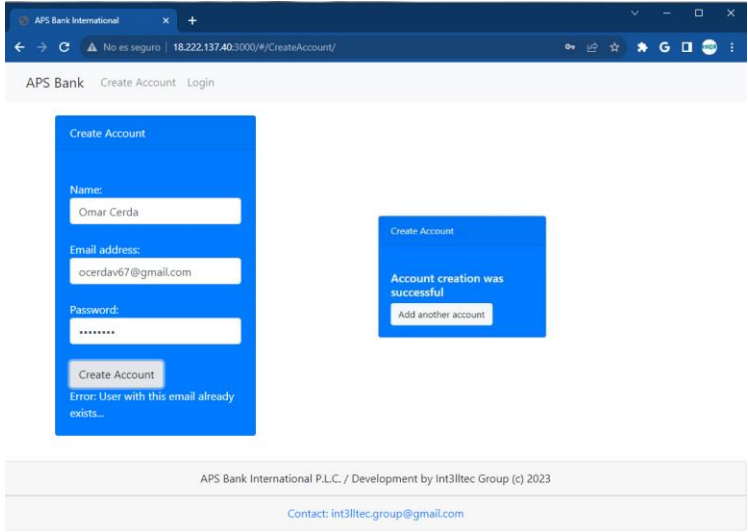 APS Bank International
No es seguro | 18.222.137.40:3000/#/CreateAccount/
APS Bank Create Account Login
Create Account
Name:
Omar Cerda
Email address:
ocerdav67@gmail.com
Password:
••••••••
Create Account
Error: User with this email already
exists...
Create Account
Account creation was
successful
Add another account
APS Bank International P.L.C. / Development by Int3lltec Group (c) 2023
Contact: int3lltec.group@gmail.com